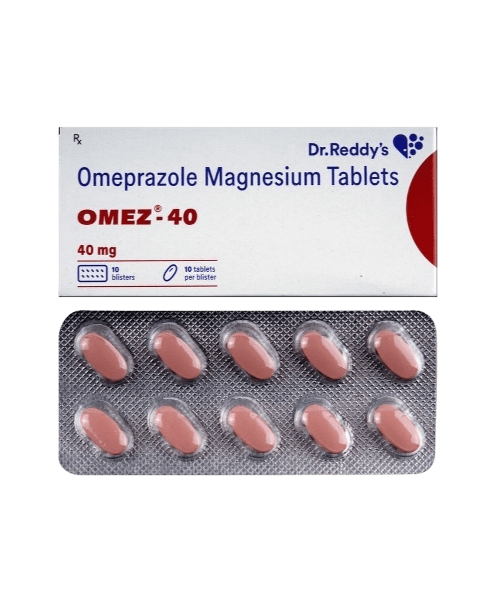 Rx
Dr.Reddy's
Omeprazole Magnesium Tablets
OMEZ®- 40
40 mg
10 blisters
10 tablets per blister